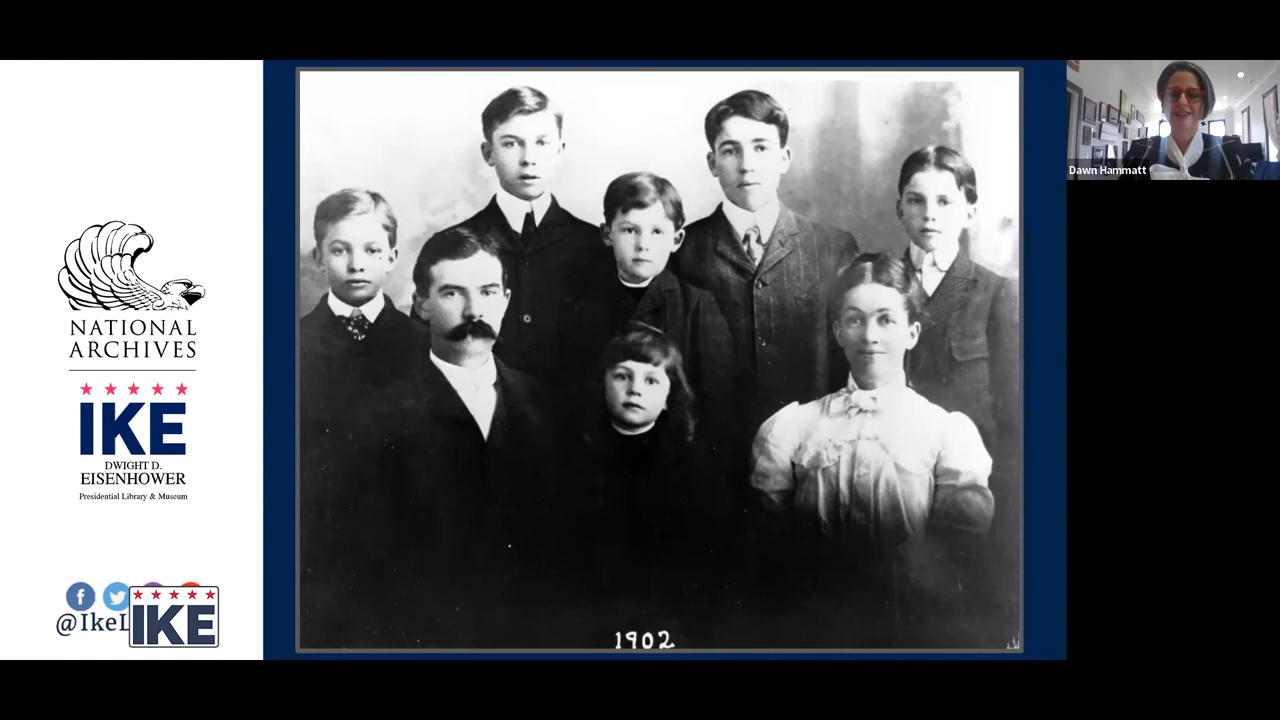 NATIONAL
ARCHIVES
IKE
DWIGHT D.
EISENHOWER
Presidential Library & Museum
@IkeL
IKE
1902
Dawn Hammatt